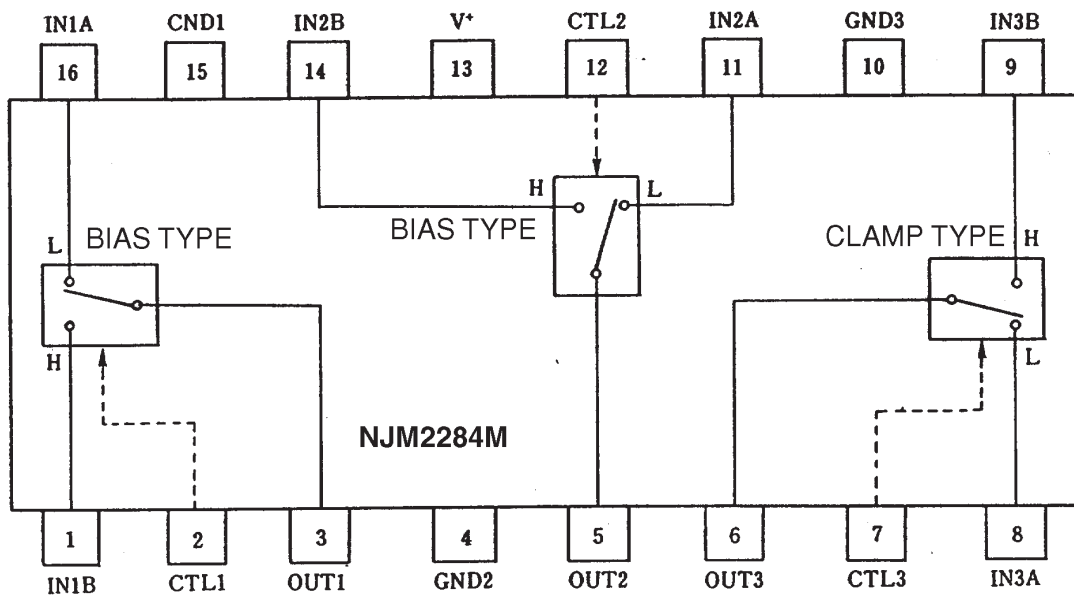 IN1A CND1 IN2B V+ CTL2 IN2A GND3 IN3B
16 15 14 13 12 11 10 9
H L
BIAS TYPE
L BIAS TYPE
CLAMP TYPE H
H
L
NJM2284M
1 2 3 4 5 6 7 8
IN1B CTL1 OUT1 GND2 OUT2 OUT3 CTL3 IN3A